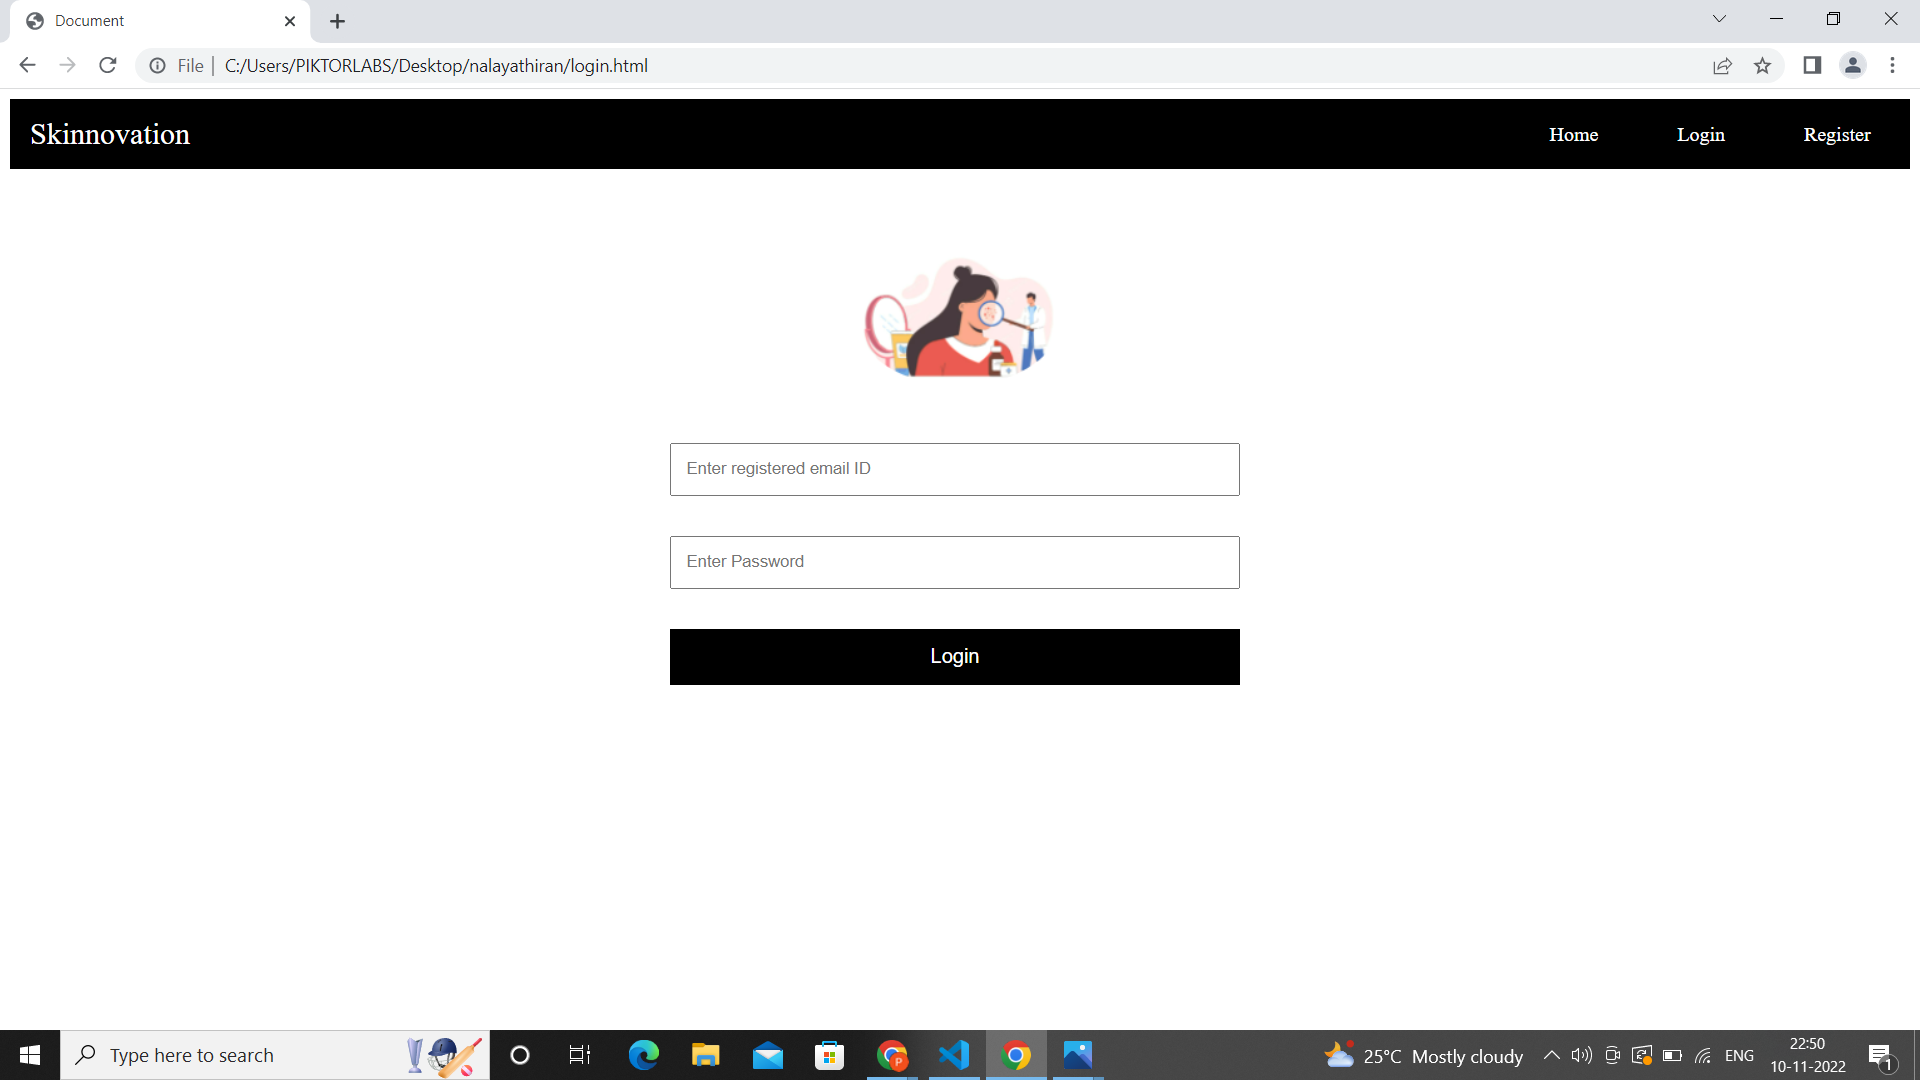 Document
File | C:/Users/PIKTORLABS/Desktop/nalayathiran/login.html
Skinnovation Home Login Register
Enter registered email ID
Enter Password
Login
Type here to search
P
25°C Mostly cloudy
ENG
22:50
10-11-2022
1